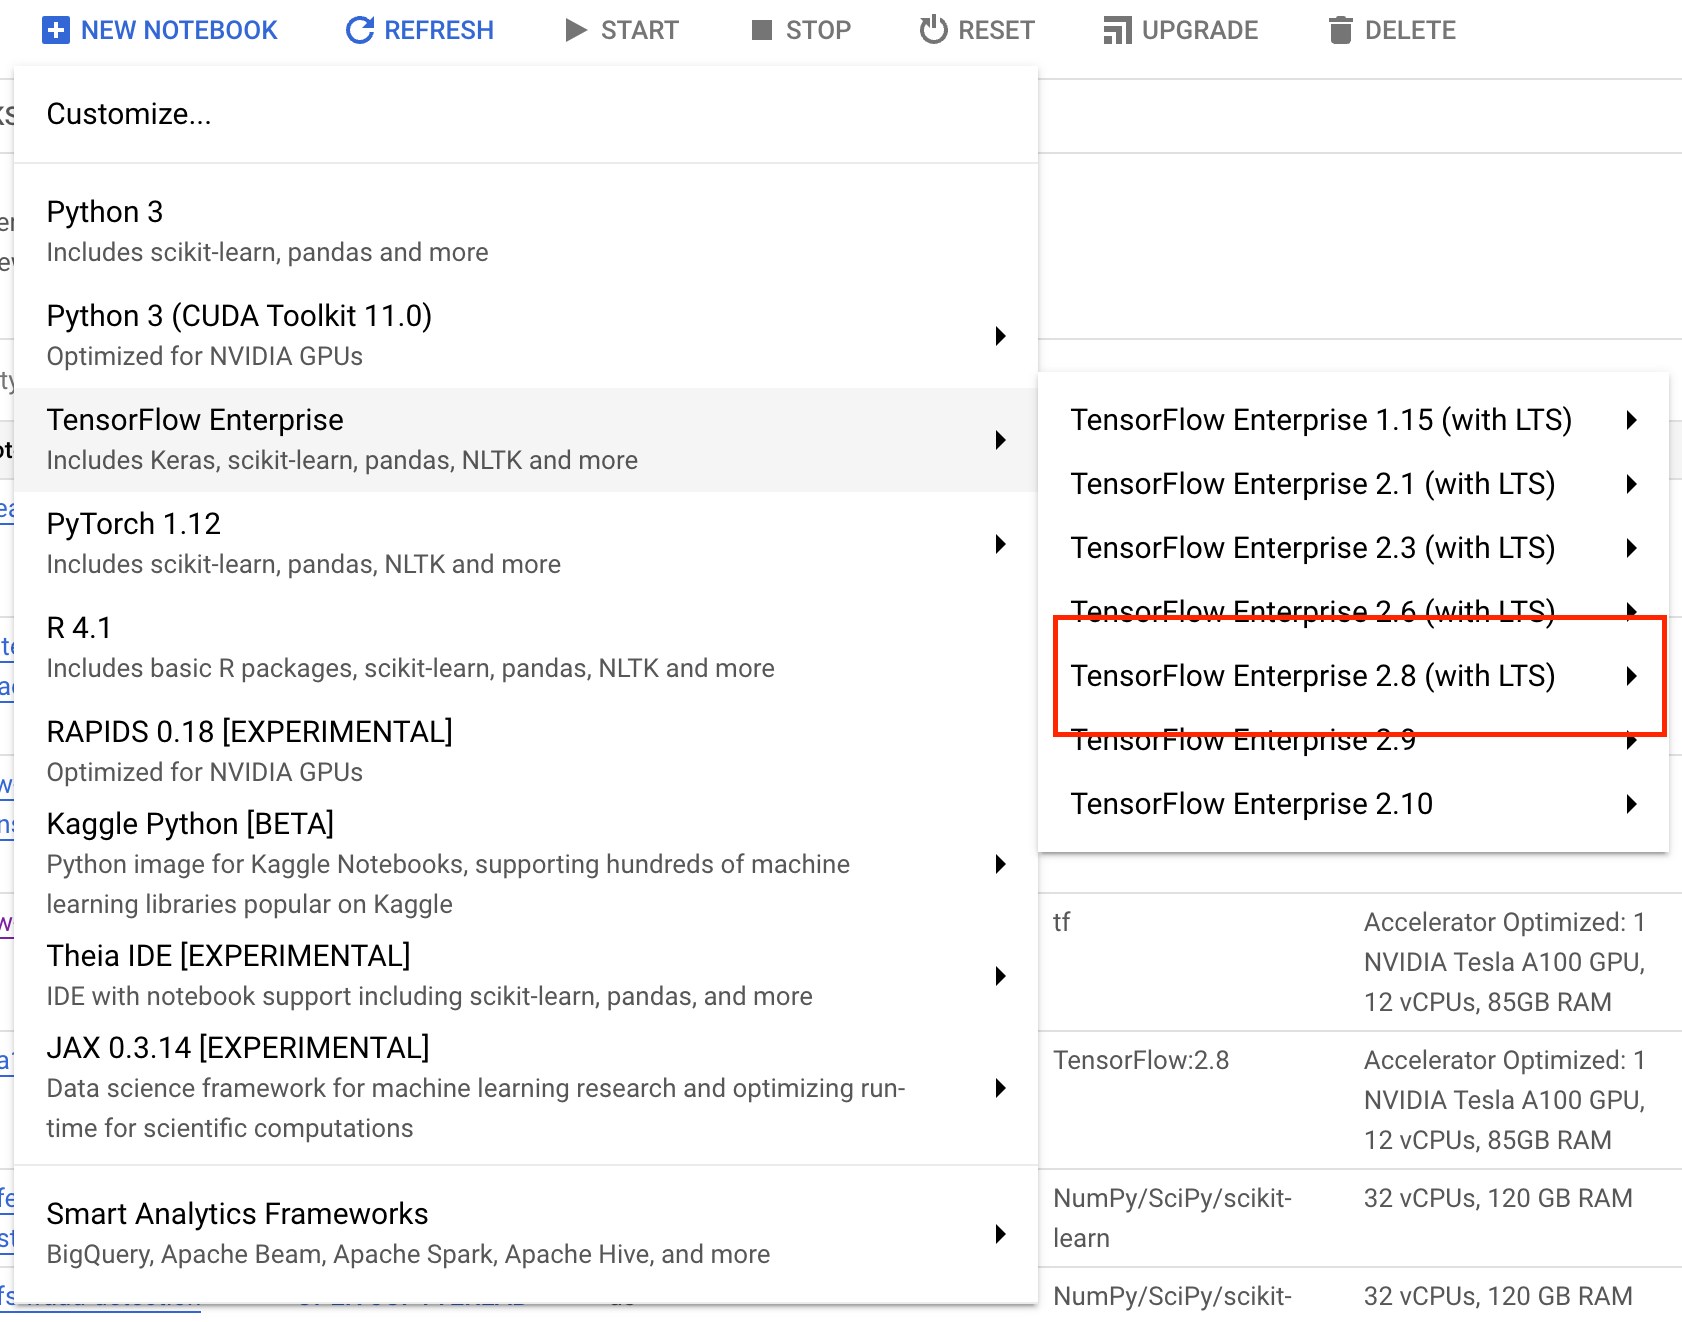 NEW NOTEBOOK REFRESH START STOP RESET UPGRADE DELETE
Customize...
Python 3
Includes scikit-learn, pandas and more
Python 3 (CUDA Toolkit 11.0)
Optimized for NVIDIA GPUs
TensorFlow Enterprise
Includes Keras, scikit-learn, pandas, NLTK and more
PyTorch 1.12
Includes scikit-learn, pandas, NLTK and more
R 4.1
Includes basic R packages, scikit-learn, pandas, NLTK and more
RAPIDS 0.18 [EXPERIMENTAL]
Optimized for NVIDIA GPUs
Kaggle Python [BETA]
Python image for Kaggle Notebooks, supporting hundreds of machine
learning libraries popular on Kaggle
Theia IDE [EXPERIMENTAL]
IDE with notebook support including scikit-learn, pandas, and more
JAX 0.3.14 [EXPERIMENTAL]
Data science framework for machine learning research and optimizing run-
time for scientific computations
Smart Analytics Frameworks
BigQuery, Apache Beam, Apache Spark, Apache Hive, and more
TensorFlow Enterprise 1.15 (with LTS)
TensorFlow Enterprise 2.1 (with LTS)
TensorFlow Enterprise 2.3 (with LTS)
TensorFlow Enterprise 2.6 (with LTS)
TensorFlow Enterprise 2.8 (with LTS)
TensorFlow Enterprise 2.9
TensorFlow Enterprise 2.10
tf
Accelerator Optimized: 1
NVIDIA Tesla A100 GPU,
12 vCPUs, 85GB RAM
TensorFlow:2.8
Accelerator Optimized: 1
NVIDIA Tesla A100 GPU,
12 vCPUs, 85GB RAM
NumPy/SciPy/scikit-
learn
32 vCPUs, 120 GB RAM
NumPy/SciPy/scikit-
32 vCPUs, 120 GB RAM